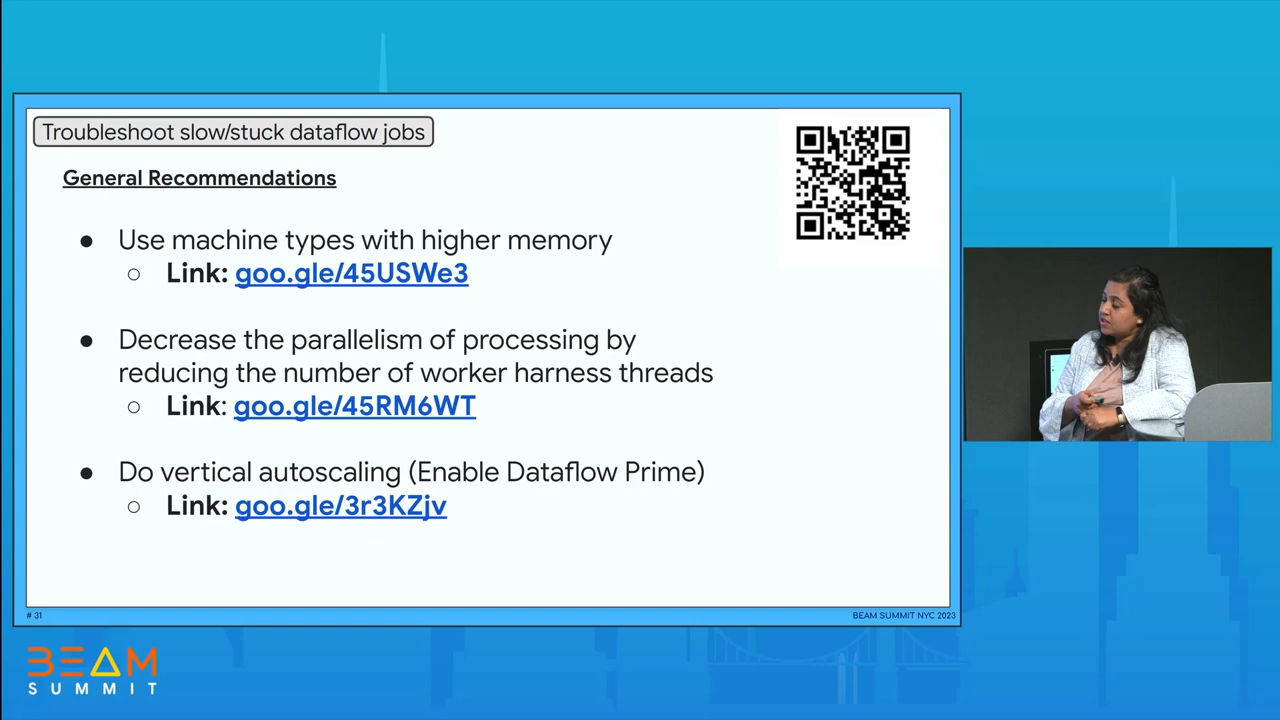 Troubleshoot slow/stuck dataflow jobs
General Recommendations
● Use machine types with higher memory
○ Link: goo.gle/45USWe3
● Decrease the parallelism of processing by
reducing the number of worker harness threads
○ Link: goo.gle/45RM6WT
● Do vertical autoscaling (Enable Dataflow Prime)
○ Link: goo.gle/3r3KZjv
# 31
BEAM SUMMIT NYC 2023
BEAM
SUMMIT